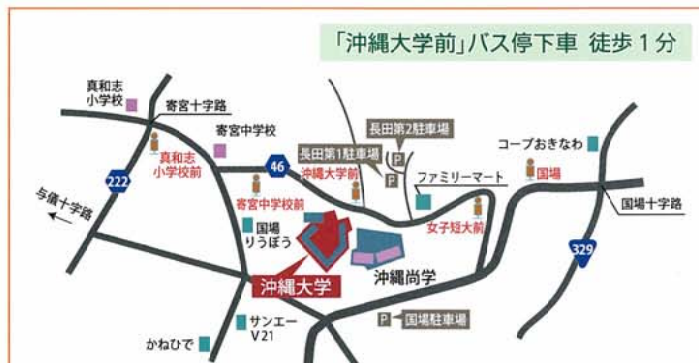 「沖縄大学前」バス停下車 徒歩1分
真和志
小学校
寄宮十字路
寄宮中学校
長田第2駐車場
P
長田第1駐車場
P
コープおきなわ
46
沖縄大学前
ファミリーマート
国場
222
真和志
小学校前
寄宮中学校前
女子短大前
国場十字路
与儀十字路
国場
りうぼう
329
沖縄大学
沖縄尚学
サンエー
V21
P
国場駐車場
かねひで